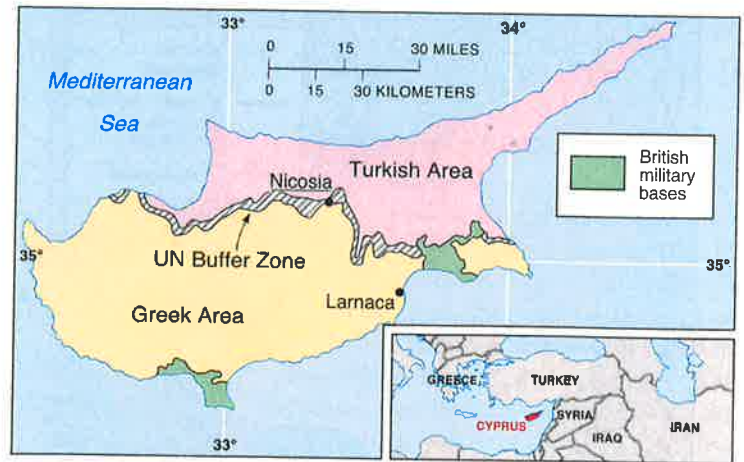 33°
34°
0 15 30 MILES
0 15 30 KILOMETERS
Mediterranean
Sea
Turkish Area
Nicosia
British
military
bases
35°
UN Buffer Zone
35°
Larnaca
Greek Area
33°
GREECE
TURKEY
CYPRUS
SYRIA
IRAQ
IRAN